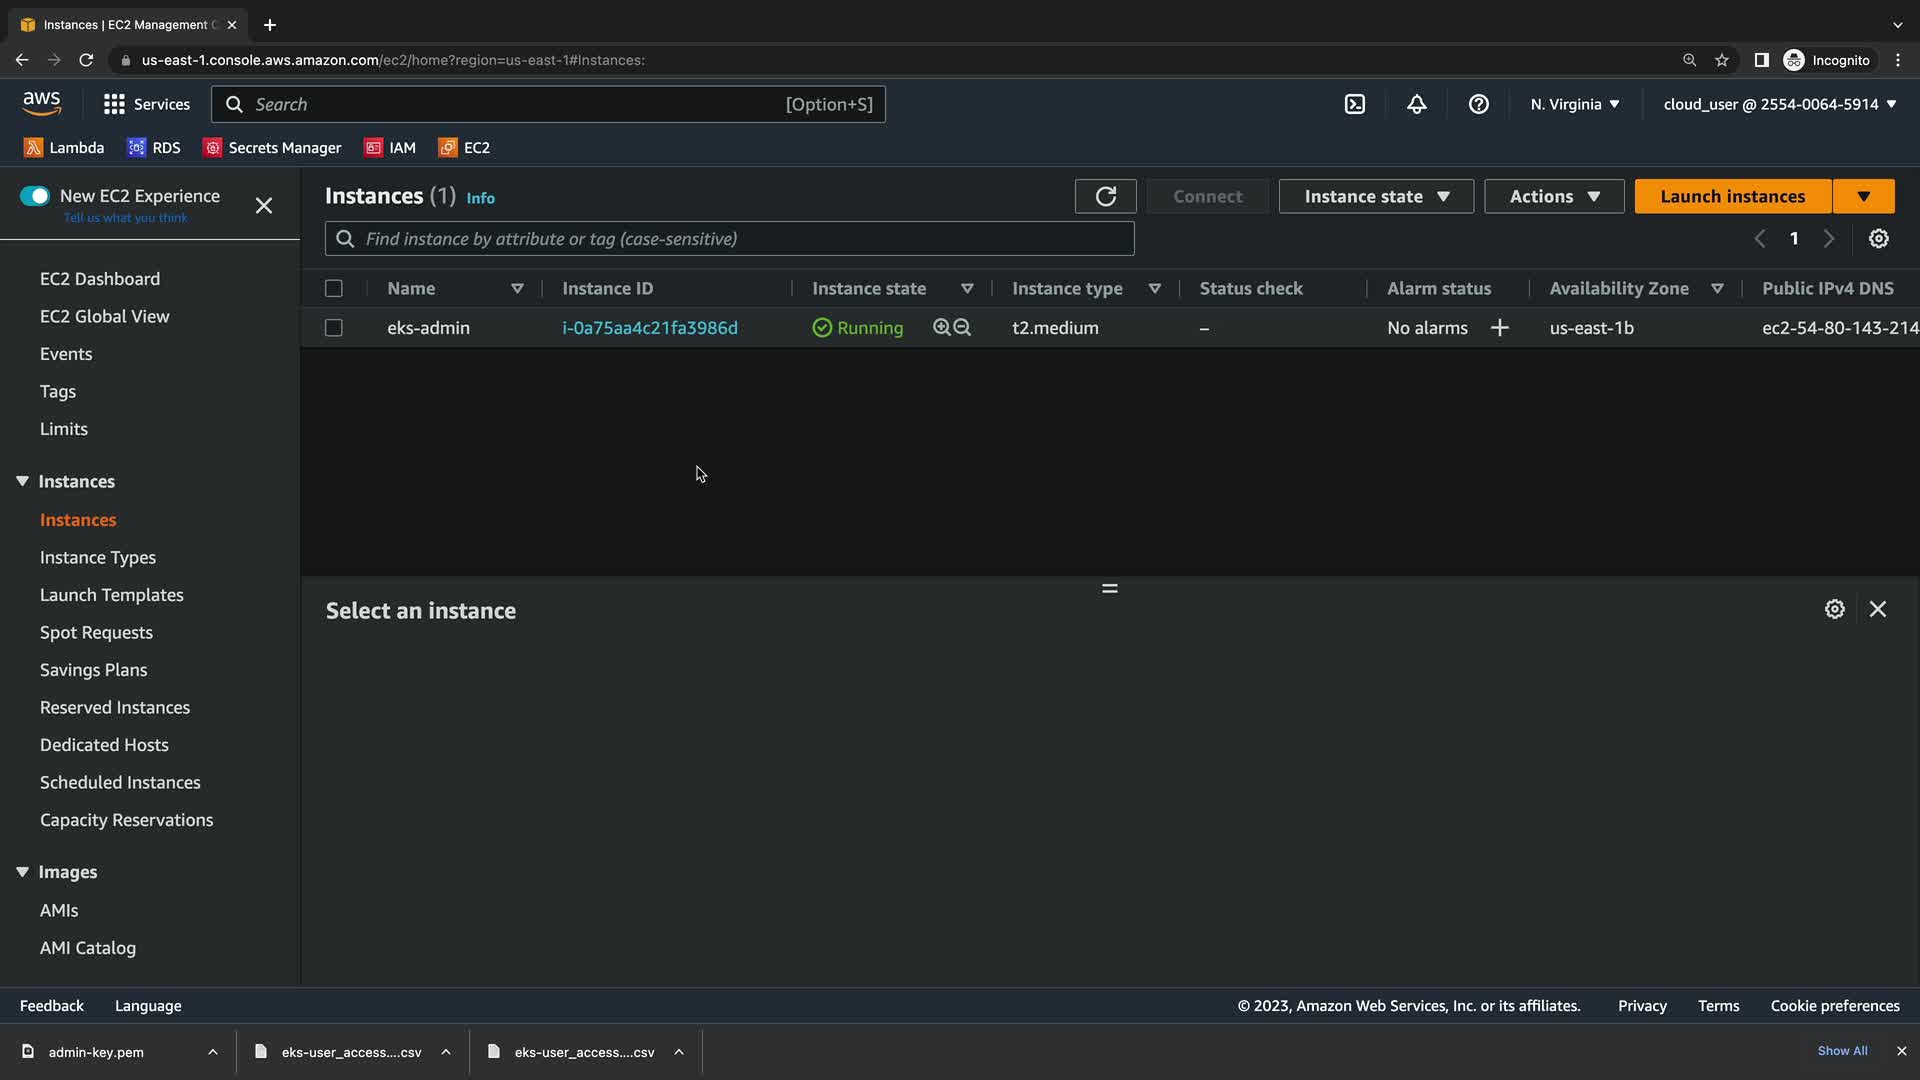 Instances | EC2 Management C
us-east-1.console.aws.amazon.com/ec2/home?region=us-east-1#Instances:
Incognito
aws
Services
Search
[Option+S]
N. Virginia
cloud_user @ 2554-0064-5914
Lambda
RDS
Secrets Manager
IAM
EC2
New EC2 Experience
Tell us what you think
EC2 Dashboard
EC2 Global View
Events
Tags
Limits
Instances
Instances
Instance Types
Launch Templates
Spot Requests
Savings Plans
Reserved Instances
Dedicated Hosts
Scheduled Instances
Capacity Reservations
Images
AMIs
AMI Catalog
Instances (1) Info
Connect
Instance state
Actions
Launch instances
Find instance by attribute or tag (case-sensitive)
1
Name Instance ID Instance state Instance type Status check Alarm status Availability Zone Public IPv4 DNS
eks-admin i-0a75aa4c21fa3986d Running t2.medium – No alarms us-east-1b ec2-54-80-143-214
Select an instance
Feedback Language
© 2023, Amazon Web Services, Inc. or its affiliates. Privacy Terms Cookie preferences
admin-key.pem
eks-user_access....csv
eks-user_access....csv
Show All